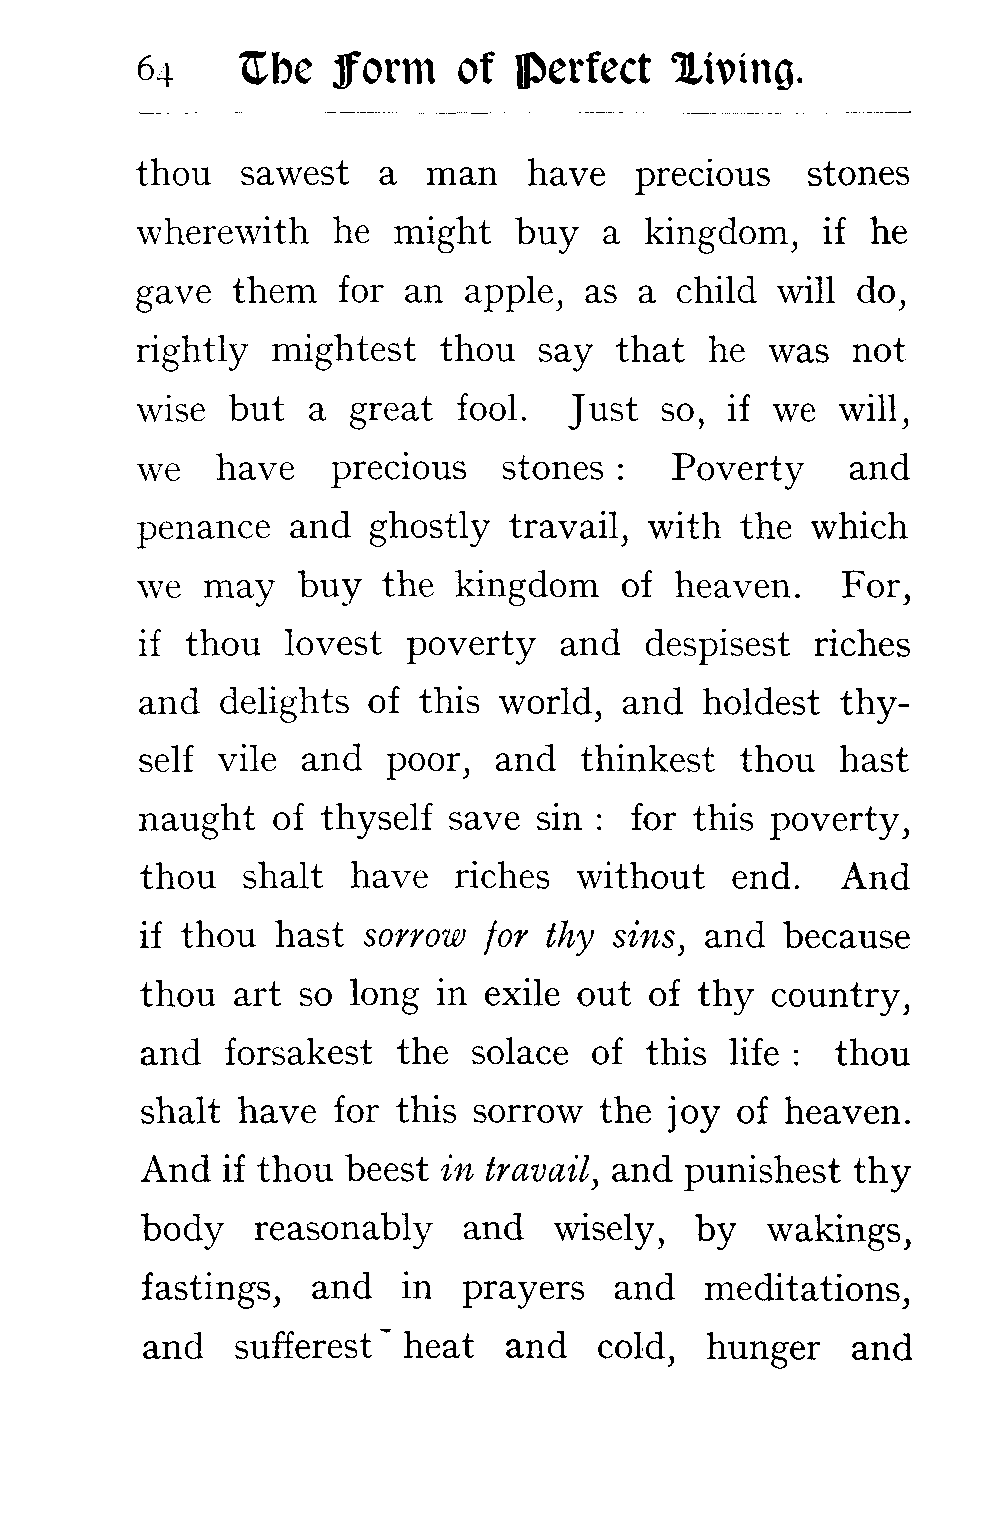 64 The Form of Perfect Living.
thou sawest a man have precious stones
wherewith he might buy a kingdom, if he
gave them for an apple, as a child will do,
rightly mightest thou say that he was not
wise but a great fool. Just so, if we will,
we have precious stones : Poverty and
penance and ghostly travail, with the which
we may buy the kingdom of heaven. For,
if thou lovest poverty and despisest riches
and delights of this world, and holdest thy-
self vile and poor, and thinkest thou hast
naught of thyself save sin : for this poverty,
thou shalt have riches without end. And
if thou hast sorrow for thy sins, and because
thou art so long in exile out of thy country,
and forsakest the solace of this life : thou
shalt have for this sorrow the joy of heaven.
And if thou beest in travail, and punishest thy
body reasonably and wisely, by wakings,
fastings, and in prayers and meditations,
and sufferest heat and cold, hunger and